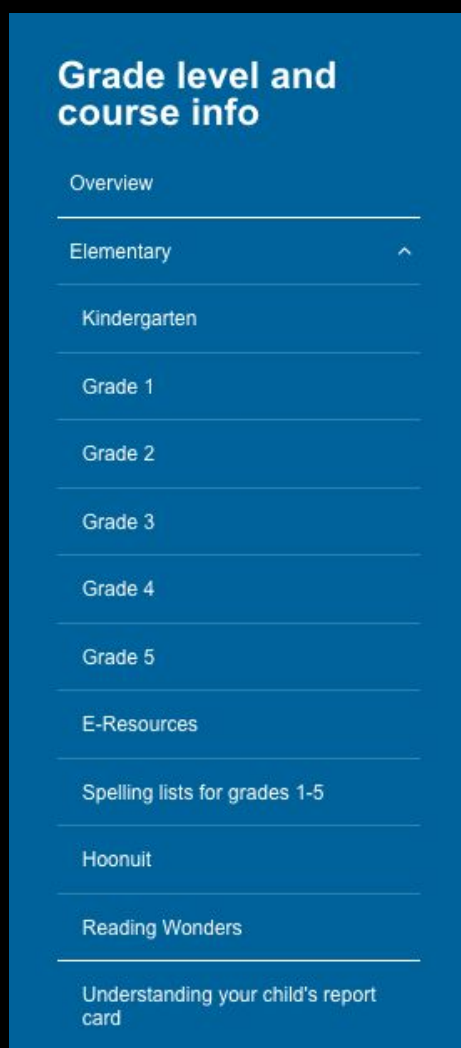 Grade level and
course info
Overview
Elementary
Kindergarten
Grade 1
Grade 2
Grade 3
Grade 4
Grade 5
E-Resources
Spelling lists for grades 1-5
Hoonuit
Reading Wonders
Understanding your child's report
card